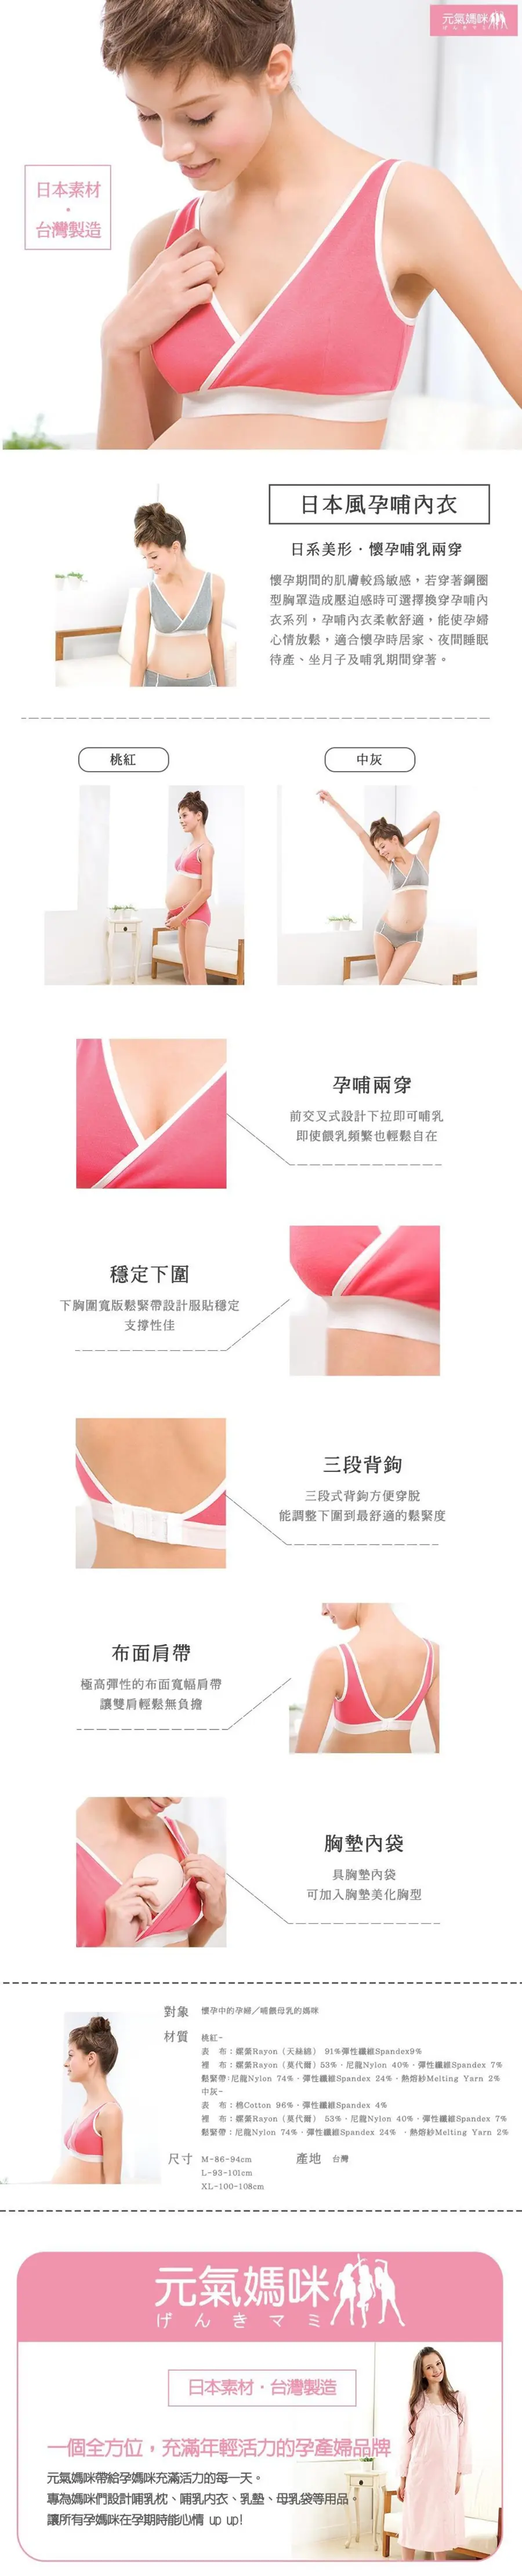 元氣媽咪
げんきマミ
日本素材
·
台灣製造
日本風孕哺內衣
日系美形·懷孕哺乳兩穿
懷孕期間的肌膚較為敏感，若穿著鋼圈
型胸罩造成壓迫感時可選擇換穿孕哺內
衣系列，孕哺內衣柔軟舒適，能使孕婦
心情放鬆，適合懷孕時居家、夜間睡眠
待產、坐月子及哺乳期間穿著。
桃紅
中灰
孕哺兩穿
前交叉式設計下拉即可哺乳
即使餵乳頻繁也輕鬆自在
穩定下圍
下胸圍寬版鬆緊帶設計服貼穩定
支撐性佳
三段背鉤
三段式背鉤方便穿脫
能調整下圍到最舒適的鬆緊度
布面肩帶
極高彈性的布面寬幅肩帶
讓雙肩輕鬆無負擔
胸墊內袋
具胸墊內袋
可加入胸墊美化胸型
對象 懷孕中的孕婦／哺餵母乳的媽咪
材質 桃紅-
表 布：縲縈Rayon（天絲綿） 91%彈性纖維Spandex9%
裡 布：縲縈Rayon（莫代爾）53%·尼龍Nylon 40%·彈性纖維Spandex 7%
鬆緊帶：尼龍Nylon 74%·彈性纖維Spandex 24%·熱熔紗Melting Yarn 2%
中灰-
表 布：棉Cotton 96%·彈性纖維Spandex 4%
裡 布：縲縈Rayon（莫代爾） 53%·尼龍Nylon 40%·彈性纖維Spandex 7%
鬆緊帶：尼龍Nylon 74%·彈性纖維Spandex 24% ·熱熔紗Melting Yarn 2%
尺寸 M-86-94cm
L-93-101cm
XL-100-108cm
產地 台灣
元氣媽咪
げんきマミ
日本素材·台灣製造
一個全方位，充滿年輕活力的孕產婦品牌
元氣媽咪帶給孕媽咪充滿活力的每一天。
專為媽咪們設計哺乳枕、哺乳內衣、乳墊、母乳袋等用品。
讓所有孕媽咪在孕期時能心情 up up!